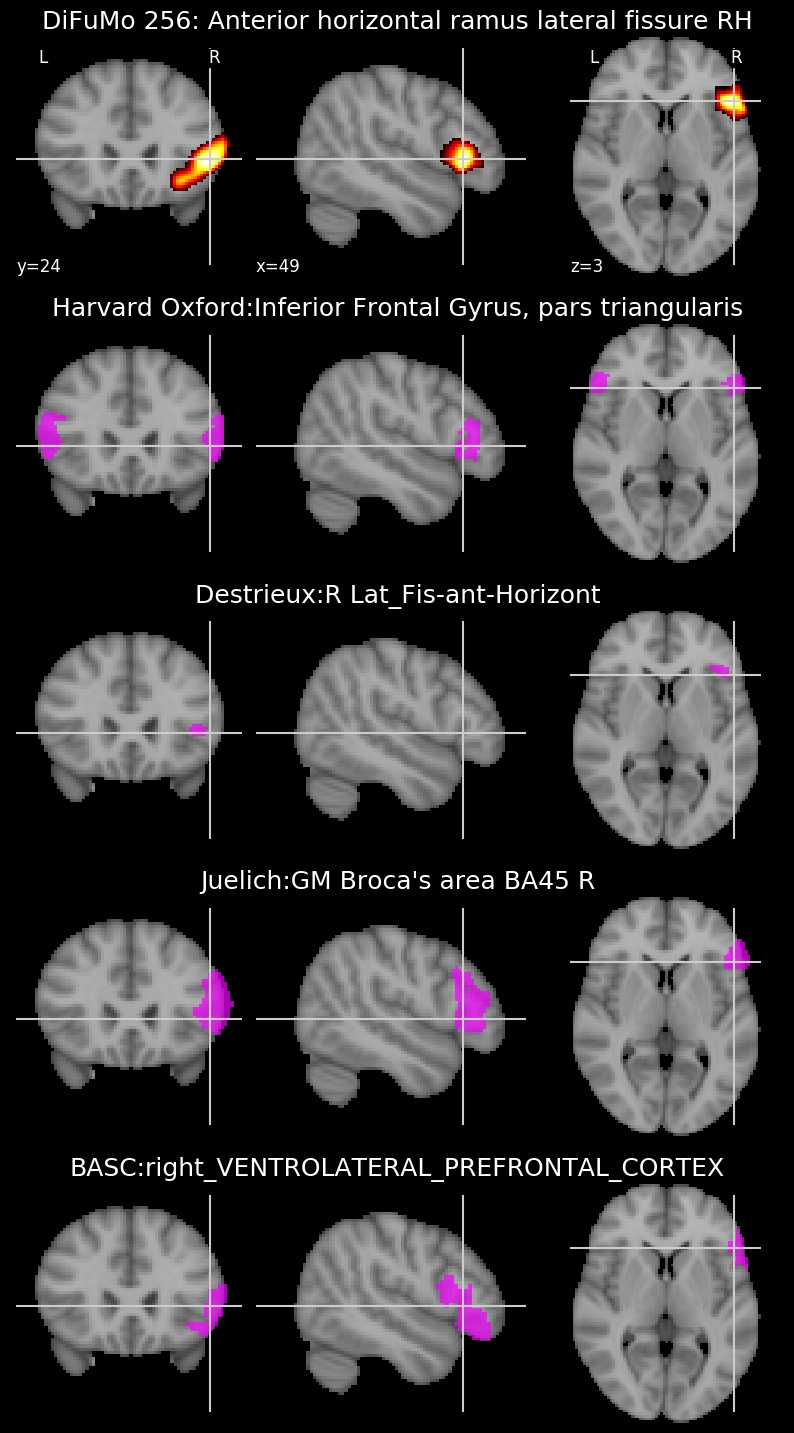 DiFuMo 256: Anterior horizontal ramus lateral fissure RH
L R L R
y=24 x=49 z=3
Harvard Oxford:Inferior Frontal Gyrus, pars triangularis
Destrieux:R Lat_Fis-ant-Horizont
Juelich:GM Broca's area BA45 R
BASC:right_VENTROLATERAL_PREFRONTAL_CORTEX